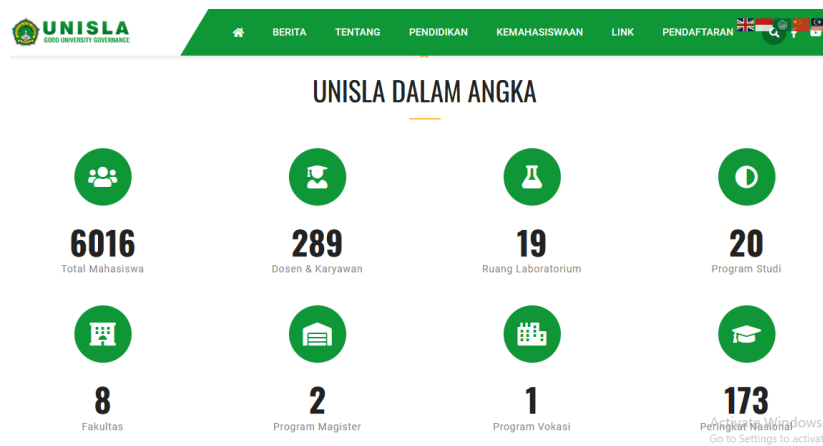 UNISLA
GOOD UNIVERSITY GOVERNANCE
BERITA TENTANG PENDIDIKAN KEMAHASISWAAN LINK PENDAFTARAN
UNISLA DALAM ANGKA
6016 289 19 20
Total Mahasiswa Dosen & Karyawan Ruang Laboratorium Program Studi
8 2 1 173
Fakultas Program Magister Program Vokasi Peringkat Nasional
Activate Windows
Go to Settings to activat